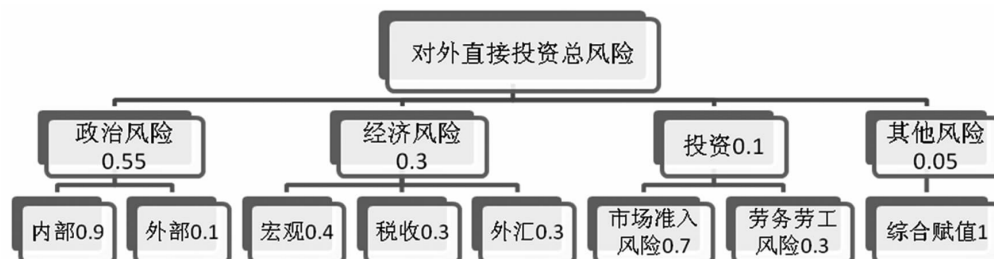 对外直接投资总风险
政治风险
0.55
经济风险
0.3
投资0.1
其他风险
0.05
内部0.9
外部0.1
宏观0.4
税收0.3
外汇0.3
市场准入
风险0.7
劳务劳工
风险0.3
综合赋值1